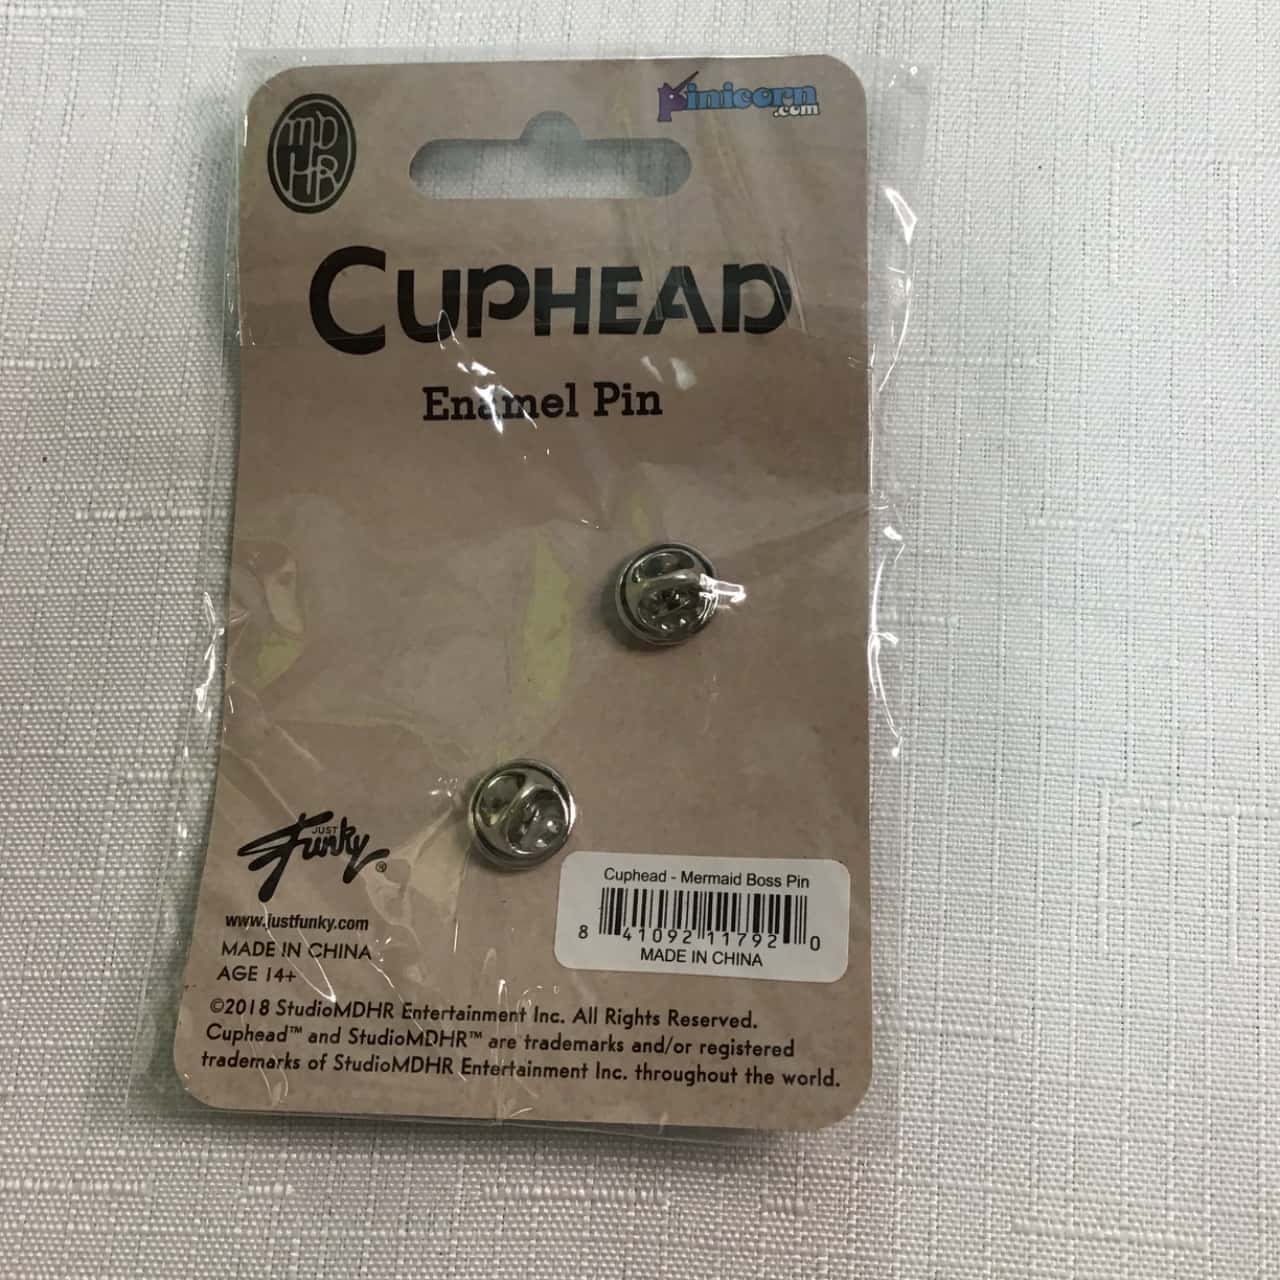 MDHR
Pinicorn
.com
CUPHEAD
Enamel Pin
JUST
Funky®
www.justfunky.com
MADE IN CHINA
AGE 14+
Cuphead - Mermaid Boss Pin
8 41092 11792 0
MADE IN CHINA
©2018 StudioMDHR Entertainment Inc. All Rights Reserved.
Cuphead™ and StudioMDHR™ are trademarks and/or registered
trademarks of StudioMDHR Entertainment Inc. throughout the world.